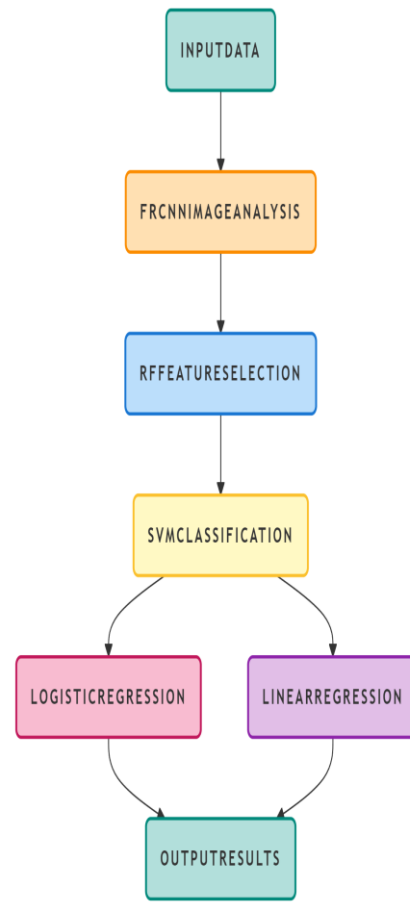 INPUTDATA
FRCNNIMAGEANALYSIS
RFFEATURESELECTION
SVMCLASSIFICATION
LOGISTICREGRESSION
LINEARREGRESSION
OUTPUTRESULTS